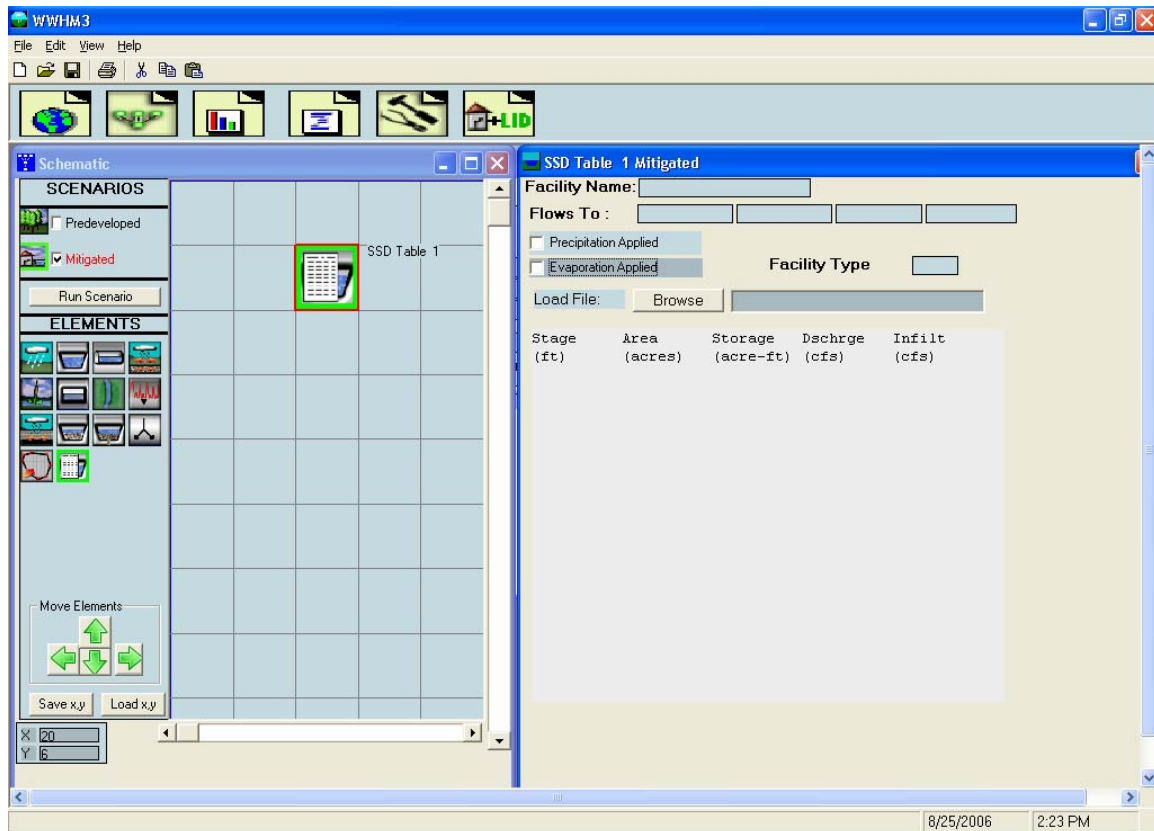 WWHM3
File Edit View Help
+LID
Schematic
SCENARIOS
Predeveloped
Mitigated
Run Scenario
ELEMENTS
Move Elements
Save x,y Load x,y
X 20
Y 6
SSD Table 1
SSD Table 1 Mitigated
Facility Name:
Flows To :
Precipitation Applied
Evaporation Applied
Facility Type
Load File: Browse
Stage Area Storage Dschrge Infilt
(ft) (acres) (acre-ft) (cfs) (cfs)
8/25/2006 2:23 PM